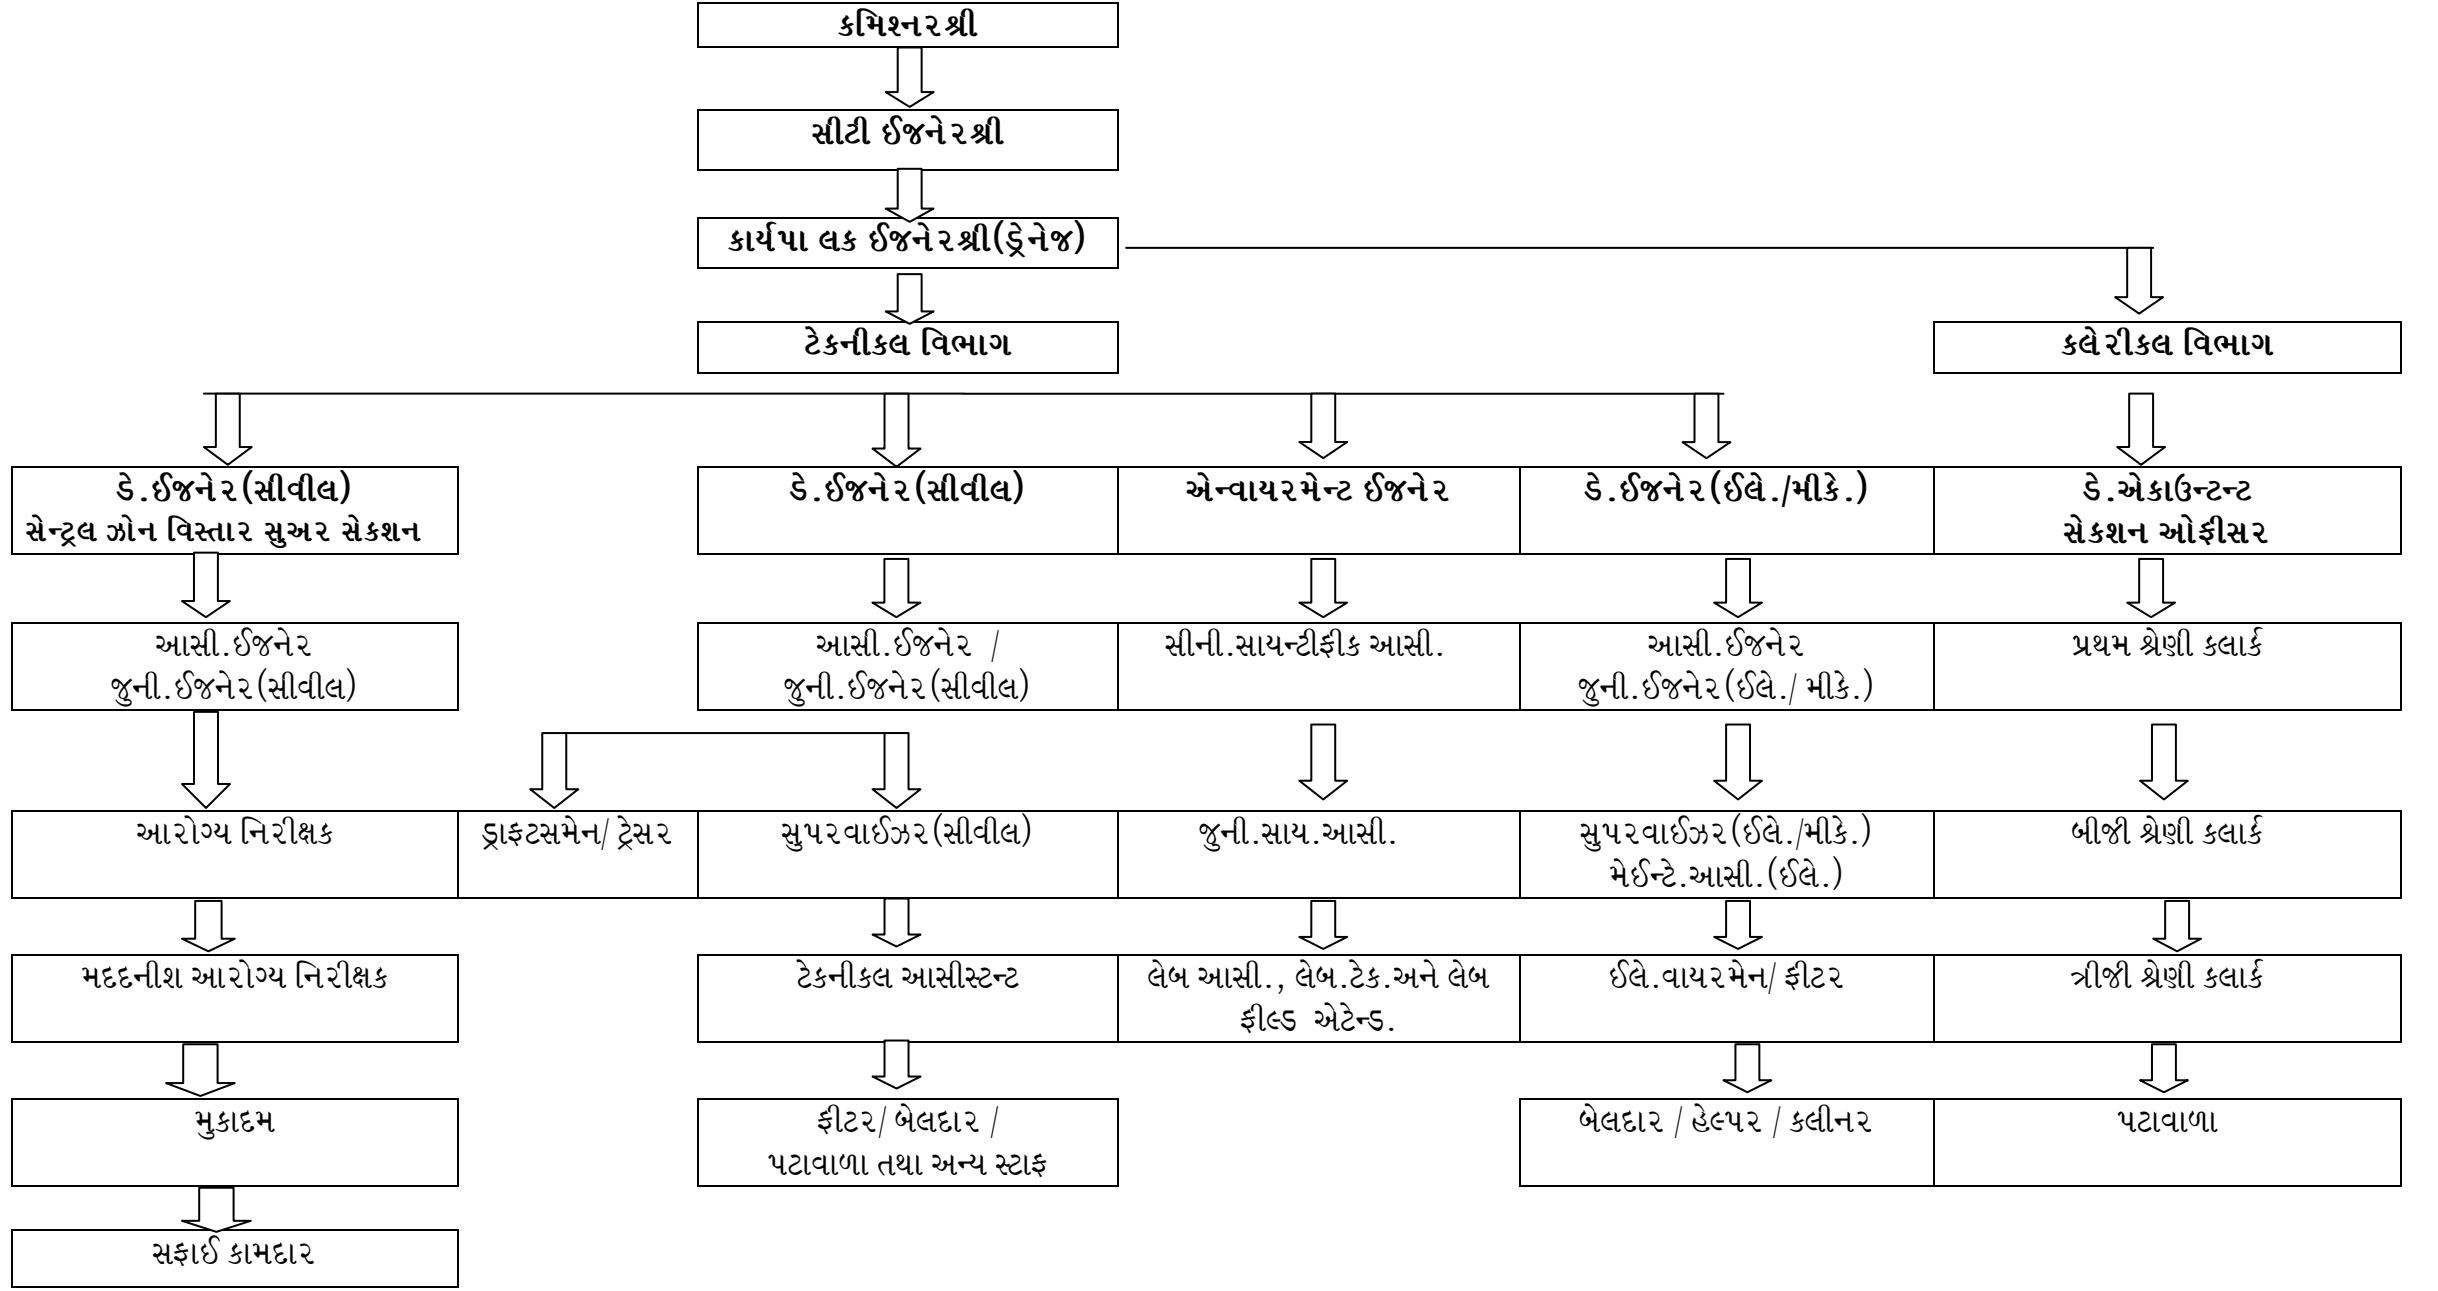 કમિશ્નરશ્રી
સીટી ઈજનેરશ્રી
કાર્યપા લક ઈજનેરશ્રી(ડ્રેનેજ)
ટેકનીકલ વિભાગ
કલેરીકલ વિભાગ
ડે.ઈજનેર(સીવીલ)
સેન્ટ્રલ ઝોન વિસ્તાર સુઅર સેકશન
ડે.ઈજનેર(સીવીલ)
એન્વાયરમેન્ટ ઈજનેર
ડે.ઈજનેર(ઈલે./મીકે.)
ડે.એકાઉન્ટન્ટ
સેકશન ઓફીસર
આસી.ઈજનેર
જુની.ઈજનેર(સીવીલ)
આસી.ઈજનેર /
જુની.ઈજનેર(સીવીલ)
સીની.સાયન્ટીફીક આસી.
આસી.ઈજનેર
જુની.ઈજનેર(ઈલે./ મીકે.)
પ્રથમ શ્રેણી કલાર્ક
આરોગ્ય નિરીક્ષક
ડ્રાફટસમેન/ ટ્રેસર
સુપરવાઈઝર(સીવીલ)
જુની.સાય.આસી.
સુપરવાઈઝર(ઈલે./મીકે.)
મેઈન્ટે.આસી.(ઈલે.)
બીજી શ્રેણી કલાર્ક
મદદનીશ આરોગ્ય નિરીક્ષક
ટેકનીકલ આસીસ્ટન્ટ
લેબ આસી., લેબ.ટેક.અને લેબ
ફીલ્ડ એટેન્ડ.
ઈલે.વાયરમેન/ ફીટર
ત્રીજી શ્રેણી કલાર્ક
મુકાદમ
ફીટર/ બેલદાર /
પટાવાળા તથા અન્ય સ્ટાફ
બેલદાર / હેલ્પર / કલીનર
પટાવાળા
સફાઈ કામદાર